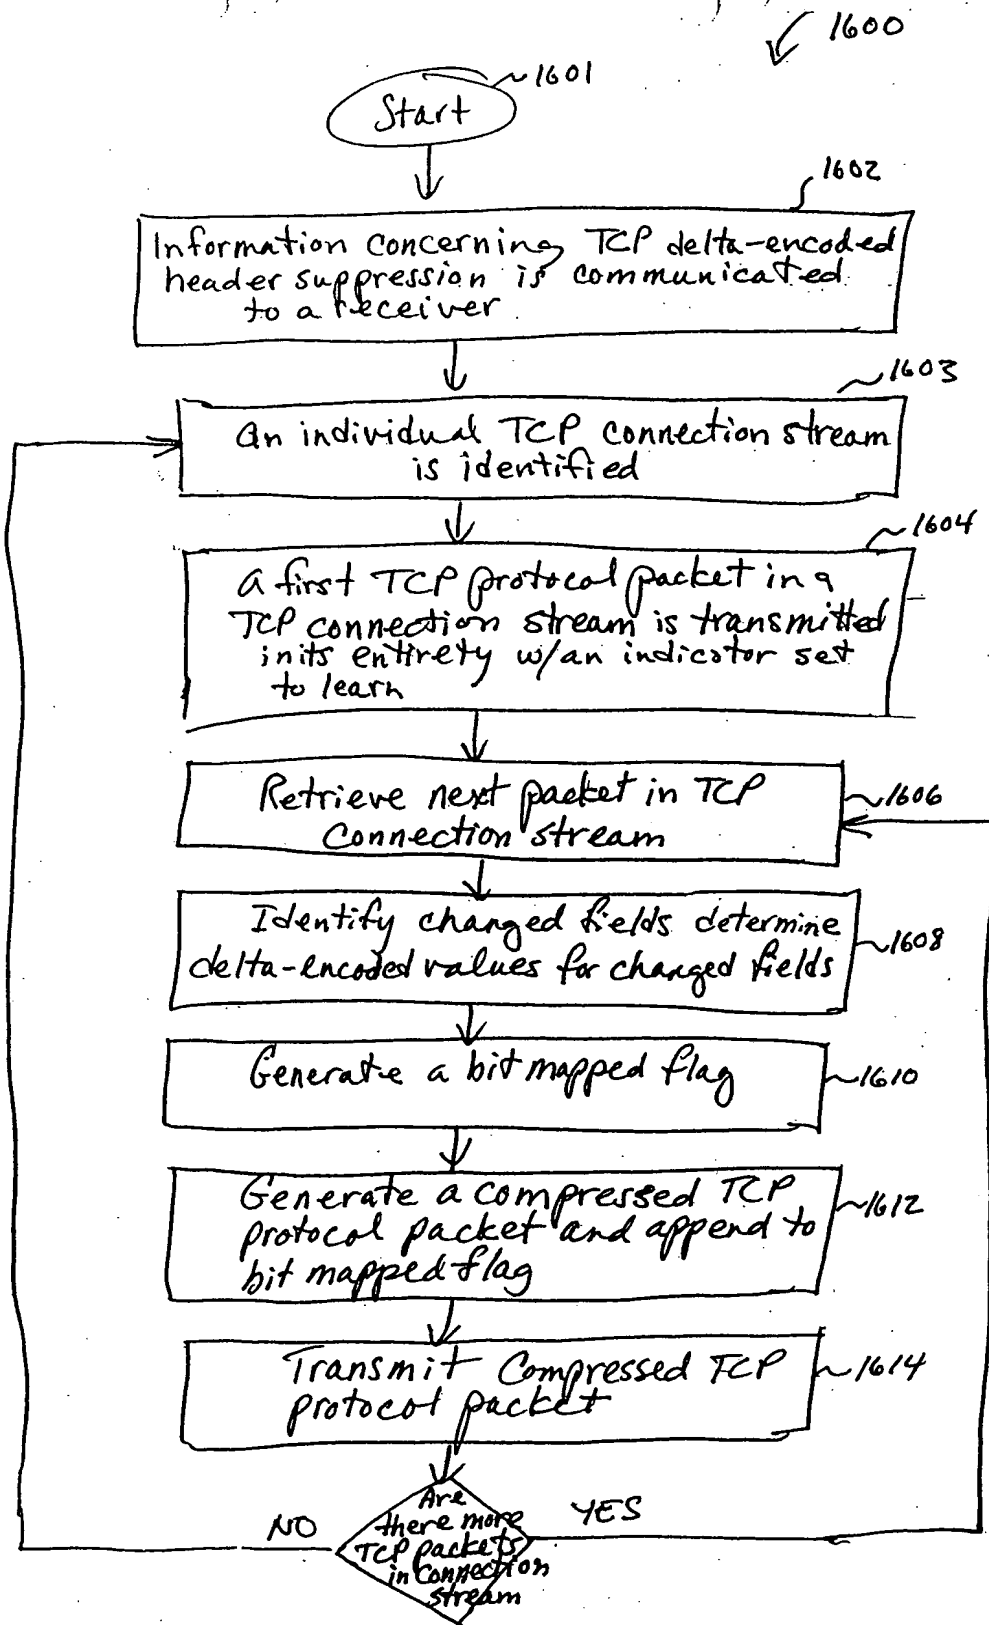 1600
Start
1601
1602
Information concerning TCP delta-encoded
header suppression is communicated
to a receiver
1603
An individual TCP connection stream
is identified
1604
A first TCP protocol packet in a
TCP connection stream is transmitted
in its entirety w/an indicator set
to learn
Retrieve next packet in TCP
Connection stream
1606
Identify changed fields determine
delta-encoded values for changed fields
1608
Generate a bit mapped flag
1610
Generate a compressed TCP
protocol packet and append to
bit mapped flag
1612
Transmit Compressed TCP
protocol packet
1614
Are
there more
TCP packets
in Connection
stream
NO
YES